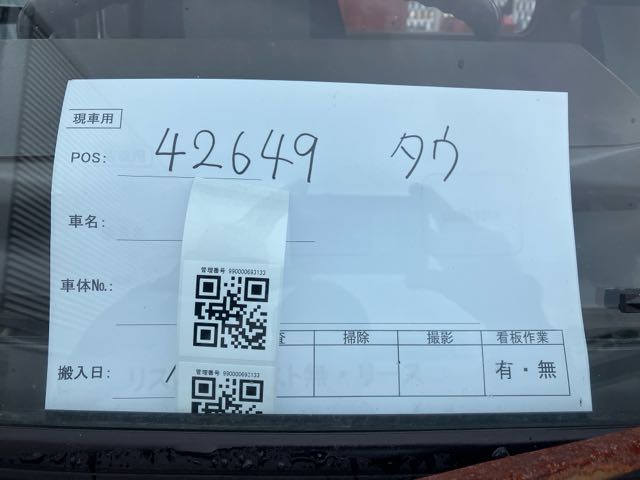 現車用
POS: 42649 タウ
車名:
車体No.
管理番号 990000693133
査 掃除 撮影 看板作業
搬入日: / 有・無
管理番号 990000693133